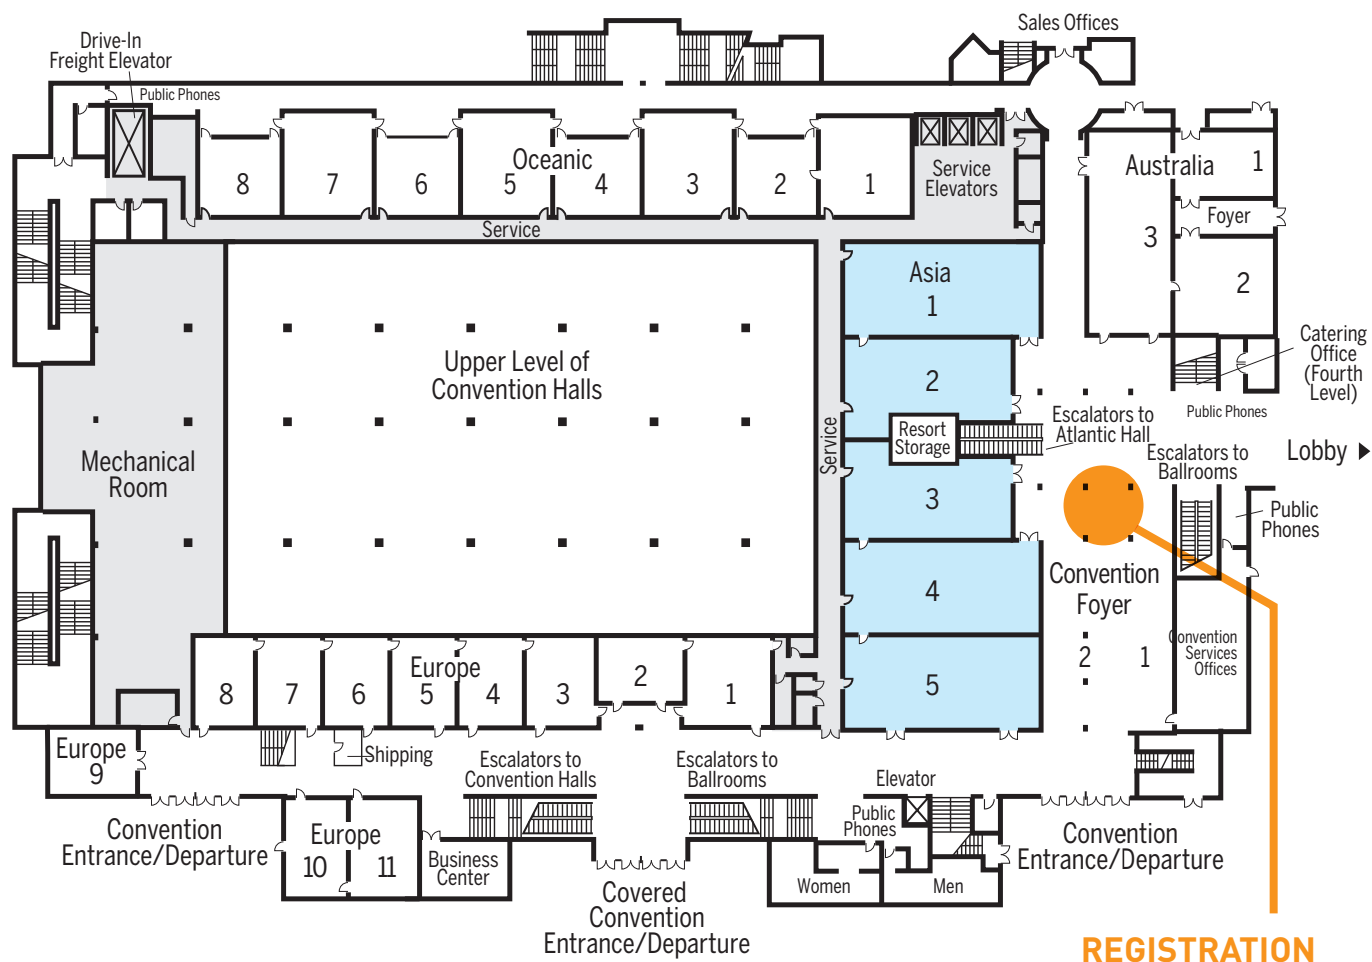 Sales Offices
Drive-In
Freight Elevator
Public Phones
Oceanic
8
7
6
5
4
3
2
1
Service
Elevators
Australia
1
Foyer
3
2
Service
Asia
1
2
3
4
5
Catering
Office
(Fourth
Level)
Upper Level of
Convention Halls
Resort
Storage
Service
Escalators to
Atlantic Hall
Public Phones
Lobby
Escalators to
Ballrooms
Public
Phones
Mechanical
Room
Convention
Foyer
2
1
Convention
Services
Offices
Europe
8
7
6
5
4
3
2
1
Europe
9
Shipping
Escalators to
Convention Halls
Escalators to
Ballrooms
Elevator
Public
Phones
Convention
Entrance/Departure
Europe
10
11
Business
Center
Covered
Convention
Entrance/Departure
Women
Men
Convention
Entrance/Departure
REGISTRATION